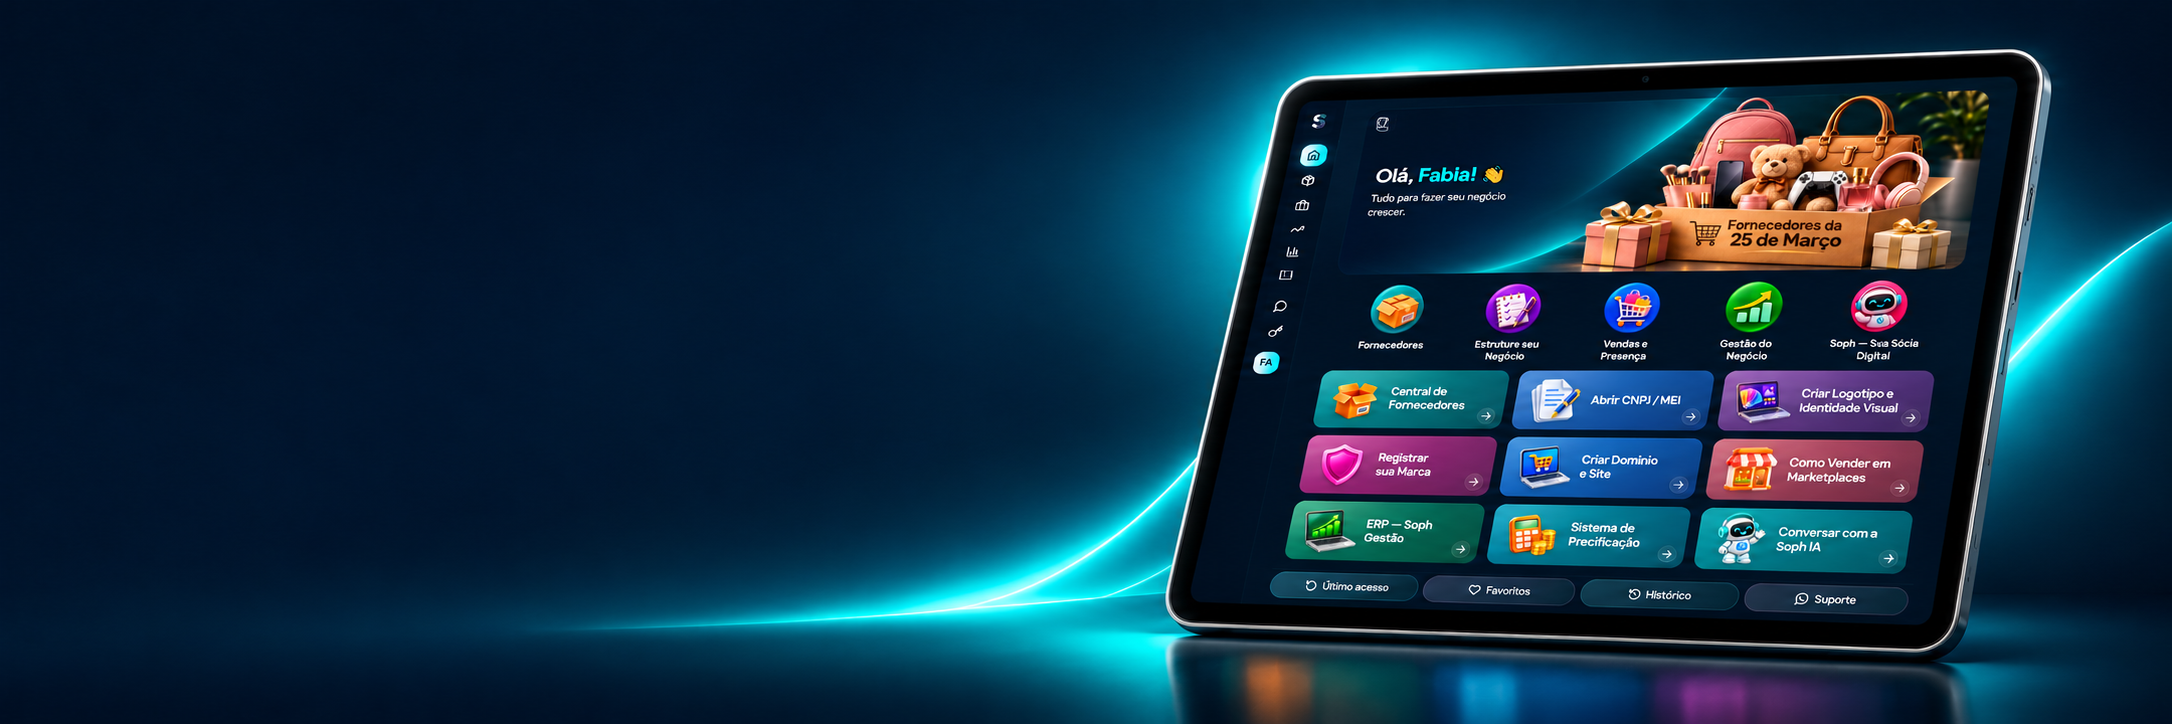 S
Olá, Fabia! 👋
Tudo para fazer seu negócio
crescer.
Fornecedores da
25 de Março
FA
Fornecedores
Estruture seu
Negócio
Vendas e
Presença
Gestão do
Negócio
Soph — Sua Sócia
Digital
Central de
Fornecedores
Abrir CNPJ / MEI
Criar Logotipo e
Identidade Visual
Registrar
sua Marca
Criar Dominio
e Site
Como Vender em
Marketplaces
ERP — Soph
Gestão
Sistema de
Precificação
Conversar com a
Soph IA
Último acesso
Favoritos
Histórico
Suporte